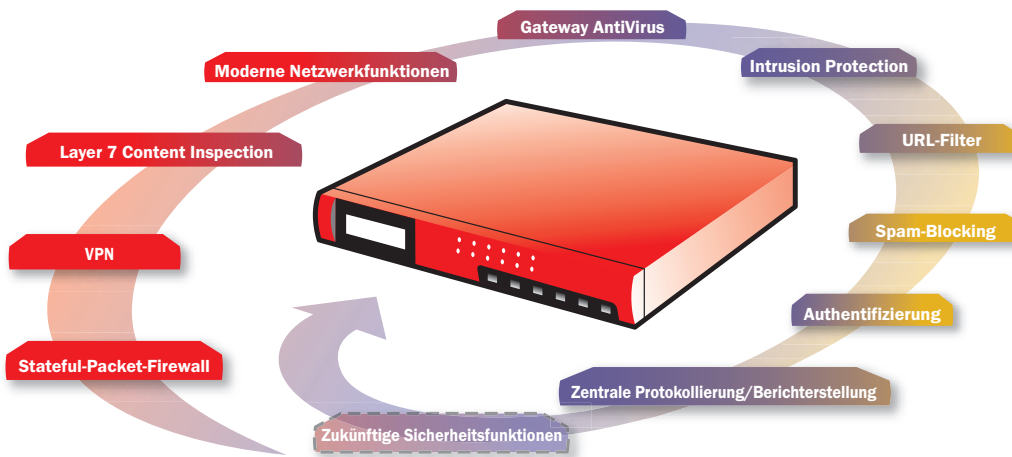 Gateway AntiVirus
Moderne Netzwerkfunktionen
Intrusion Protection
Layer 7 Content Inspection
URL-Filter
VPN
Spam-Blocking
Authentifizierung
Stateful-Packet-Firewall
Zentrale Protokollierung/Berichterstellung
Zukünftige Sicherheitsfunktionen